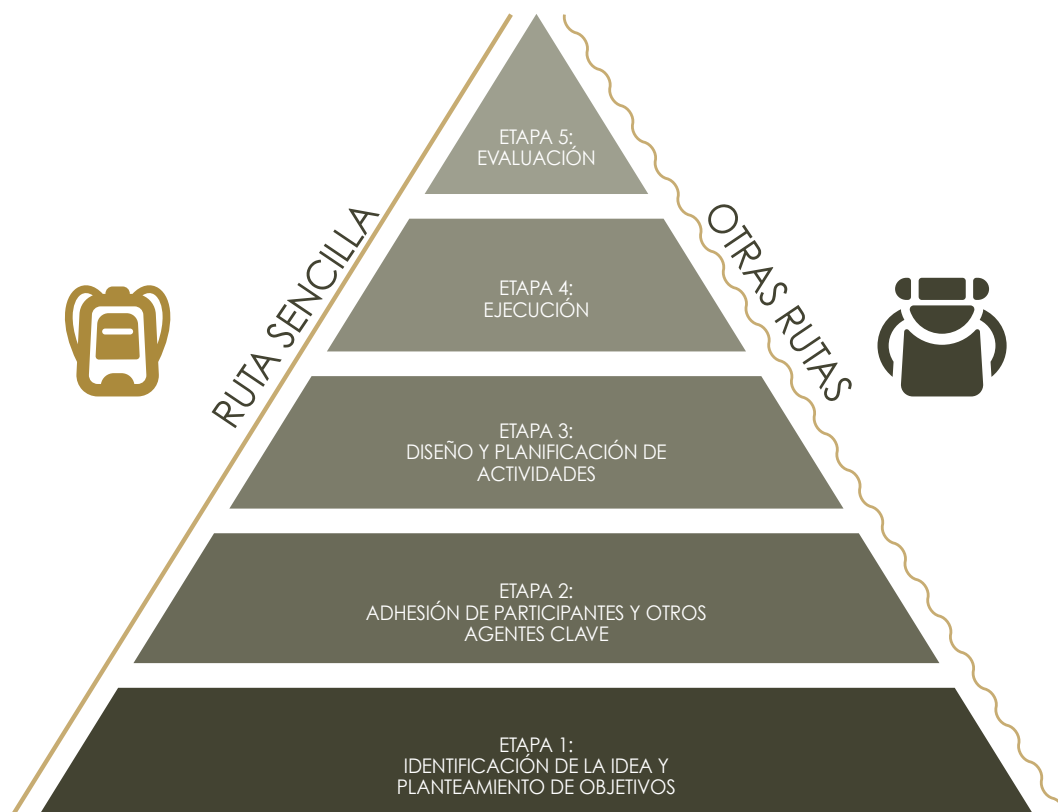 ETAPA 5:
EVALUACIÓN
RUTA SENCILLA
OTRAS RUTAS
ETAPA 4:
EJECUCIÓN
ETAPA 3:
DISEÑO Y PLANIFICACIÓN DE
ACTIVIDADES
ETAPA 2:
ADHESIÓN DE PARTICIPANTES Y OTROS
AGENTES CLAVE
ETAPA 1:
IDENTIFICACIÓN DE LA IDEA Y
PLANTEAMIENTO DE OBJETIVOS